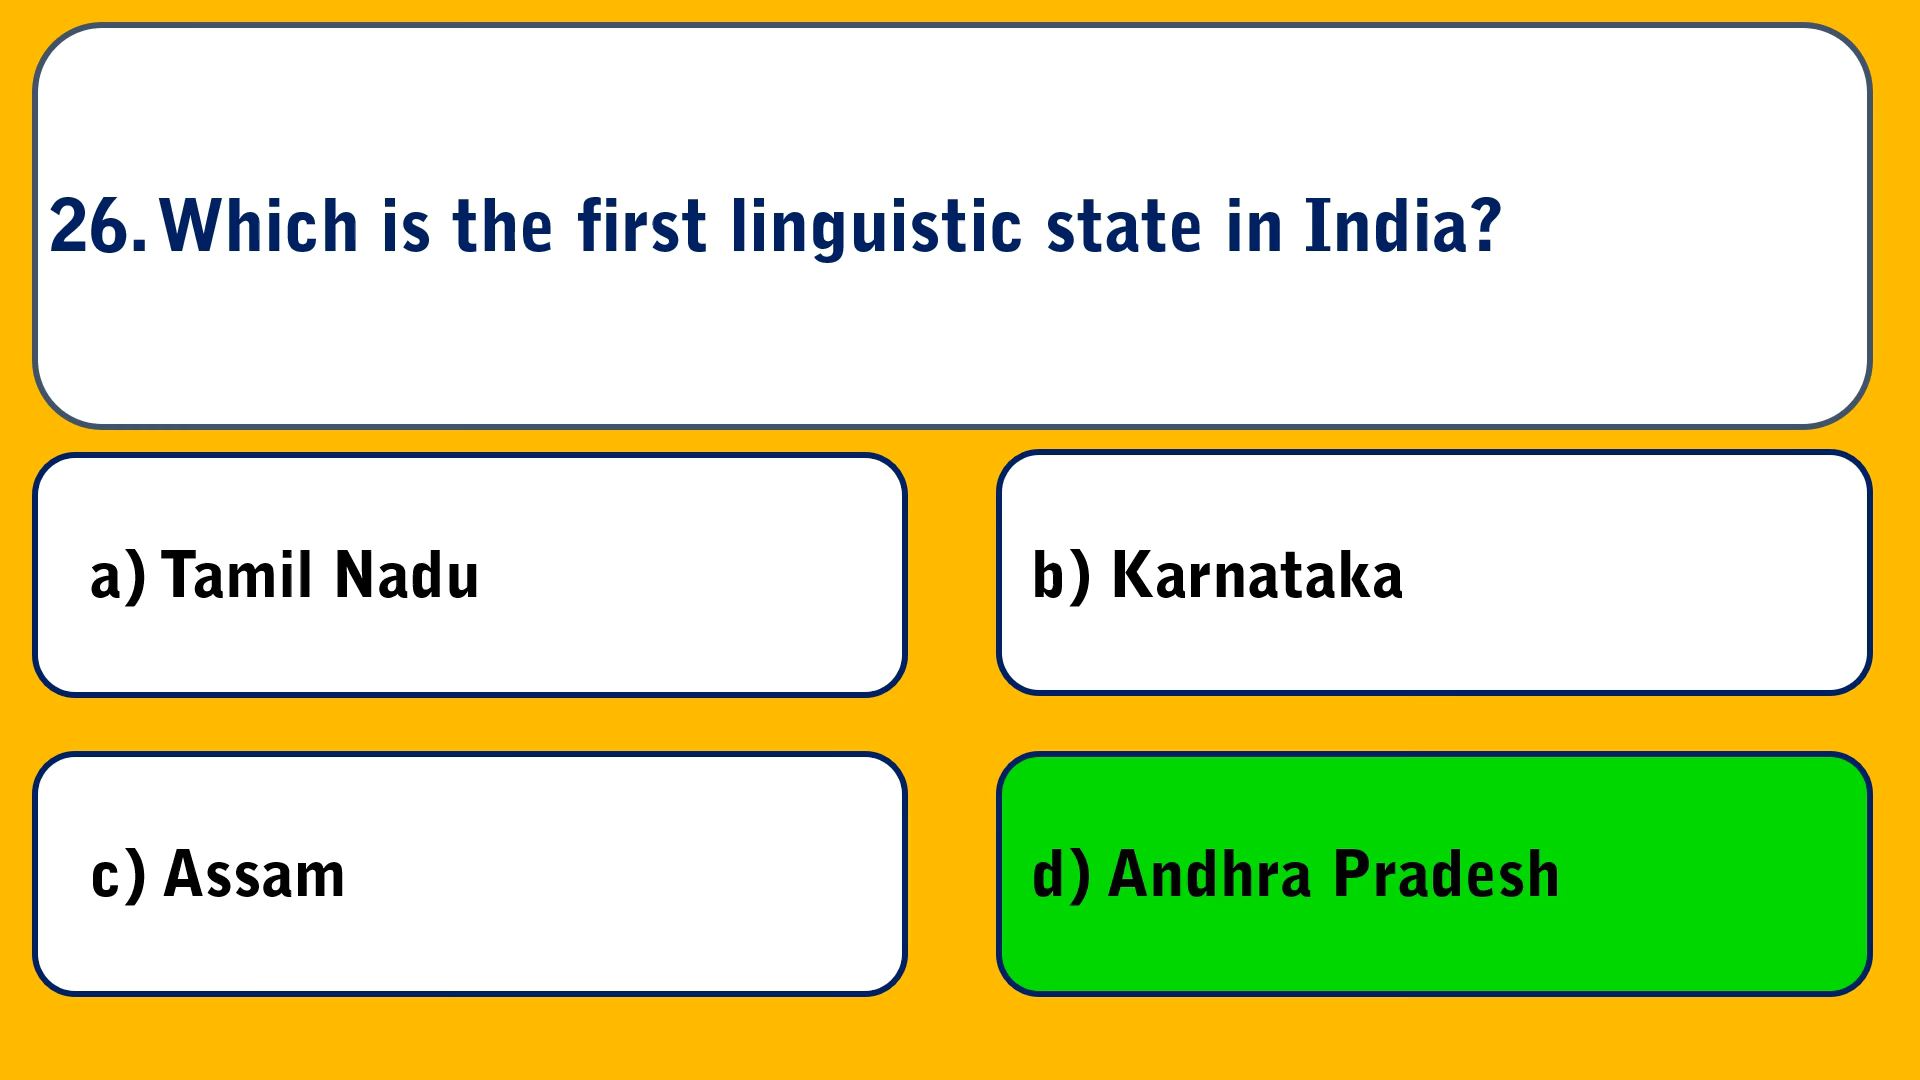 26. Which is the first linguistic state in India?
a) Tamil Nadu
b) Karnataka
c) Assam
d) Andhra Pradesh